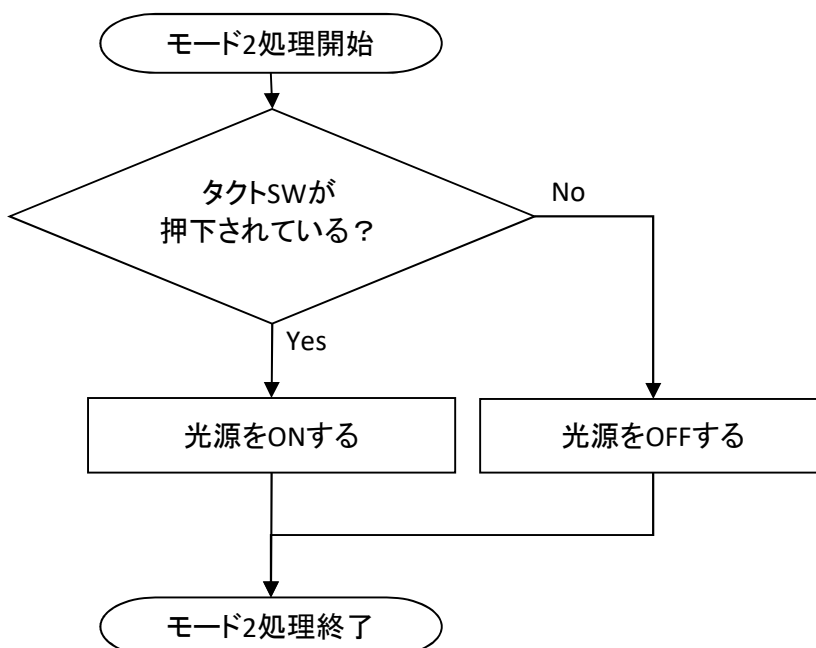 モード2処理開始
タクトSWが
押下されている？
No
Yes
光源をONする
光源をOFFする
モード2処理終了